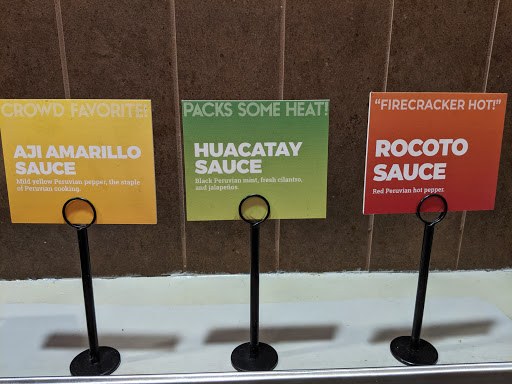 CROWD FAVORITE!
AJI AMARILLO
SAUCE
Mild yellow Peruvian pepper, the staple
of Peruvian cooking.
PACKS SOME HEAT!
HUACATAY
SAUCE
Black Peruvian mint, fresh cilantro,
and jalapeños.
“FIRECRACKER HOT!”
ROCOTO
SAUCE
Red Peruvian hot pepper.